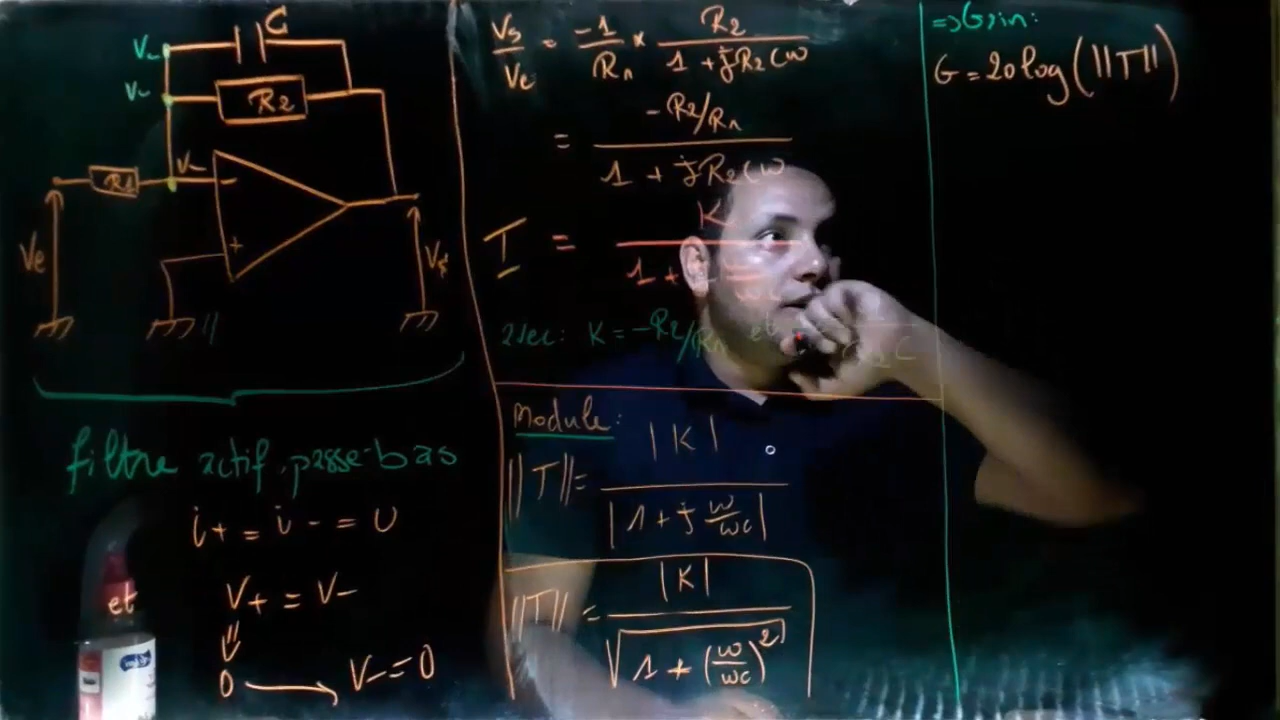 C
V-
V-
R2
V-
R1
-
+
Ve
Vs
filtre actif passe-bas
i+ = i- = 0
et
V+ = V-
||
0 → V- = 0
Vs/Ve = -1/R1 × R2/(1 + jR2Cω)
= (-R2/R1)/(1 + jR2Cω)
T = K/(1 +
avec: K = -R2/R1 et
Module:
||T|| = |K|/|1 + j ω/ωc|
||T|| = |K|/√(1 + (ω/ωc)²)
=> Gain:
G = 20 log (||T||)